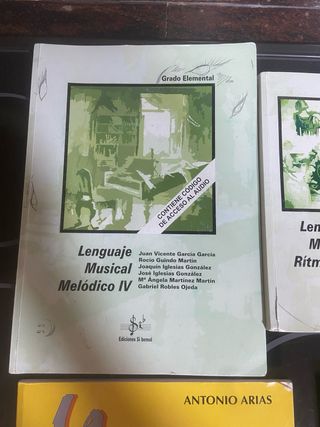 Grado Elemental
CONTIENE CÓDIGO
DE ACCESO AL AUDIO
Lenguaje
Musical
Melódico IV
Juan Vicente García García
Rocío Guindo Martín
Joaquín Iglesias González
José Iglesias González
Mª Ángela Martínez Martín
Gabriel Robles Ojeda
Ediciones Si bemol
Len
M
Rítm
ANTONIO ARIAS